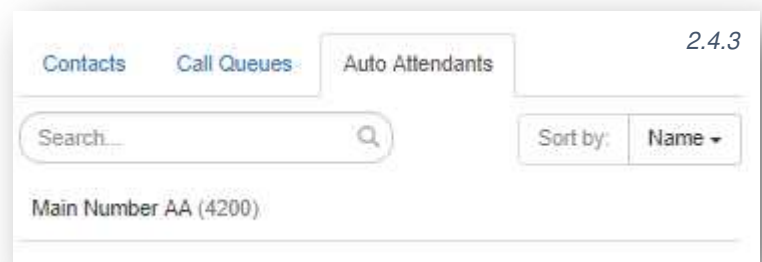 2.4.3
Contacts Call Queues Auto Attendants
Search... Sort by: Name
Main Number AA (4200)